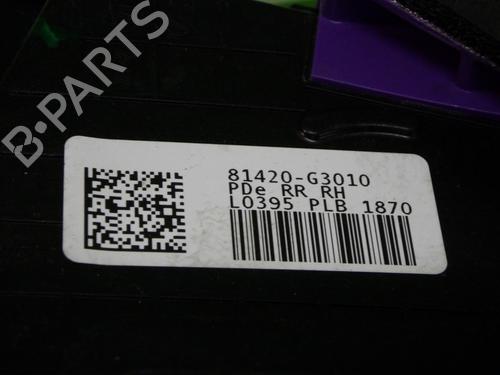 B-PARTS
81420-G3010
PDe RR RH
L0395 PLB 1870